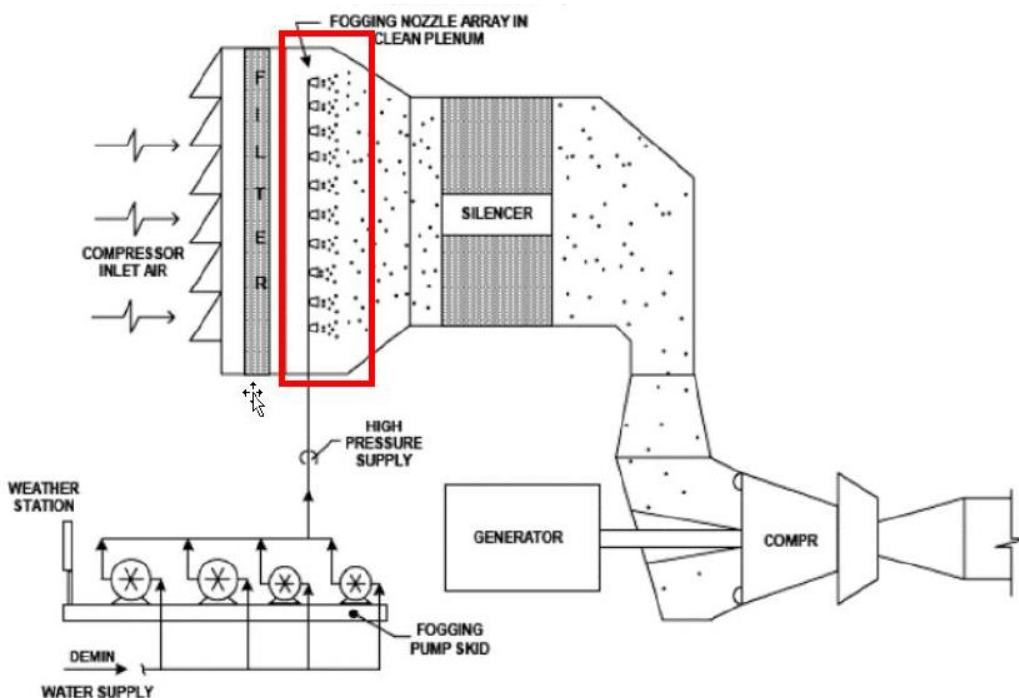 FOGGING NOZZLE ARRAY IN
CLEAN PLENUM
FILTER
SILENCER
COMPRESSOR
INLET AIR
HIGH
PRESSURE
SUPPLY
WEATHER
STATION
GENERATOR
COMPR
FOGGING
PUMP SKID
DEMIN
WATER SUPPLY